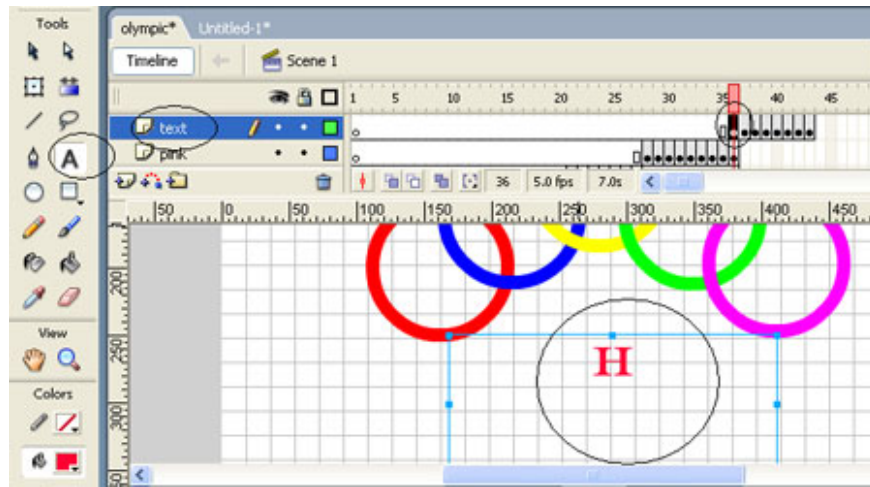 Tools
olympic* Untitled-1*
Timeline Scene 1
1 5 10 15 20 25 30 35 40 45
text
pink
36 5.0 fps 7.0s
50 0 50 100 150 200 250 300 350 400 450
A
200
250
300
H
View
Colors